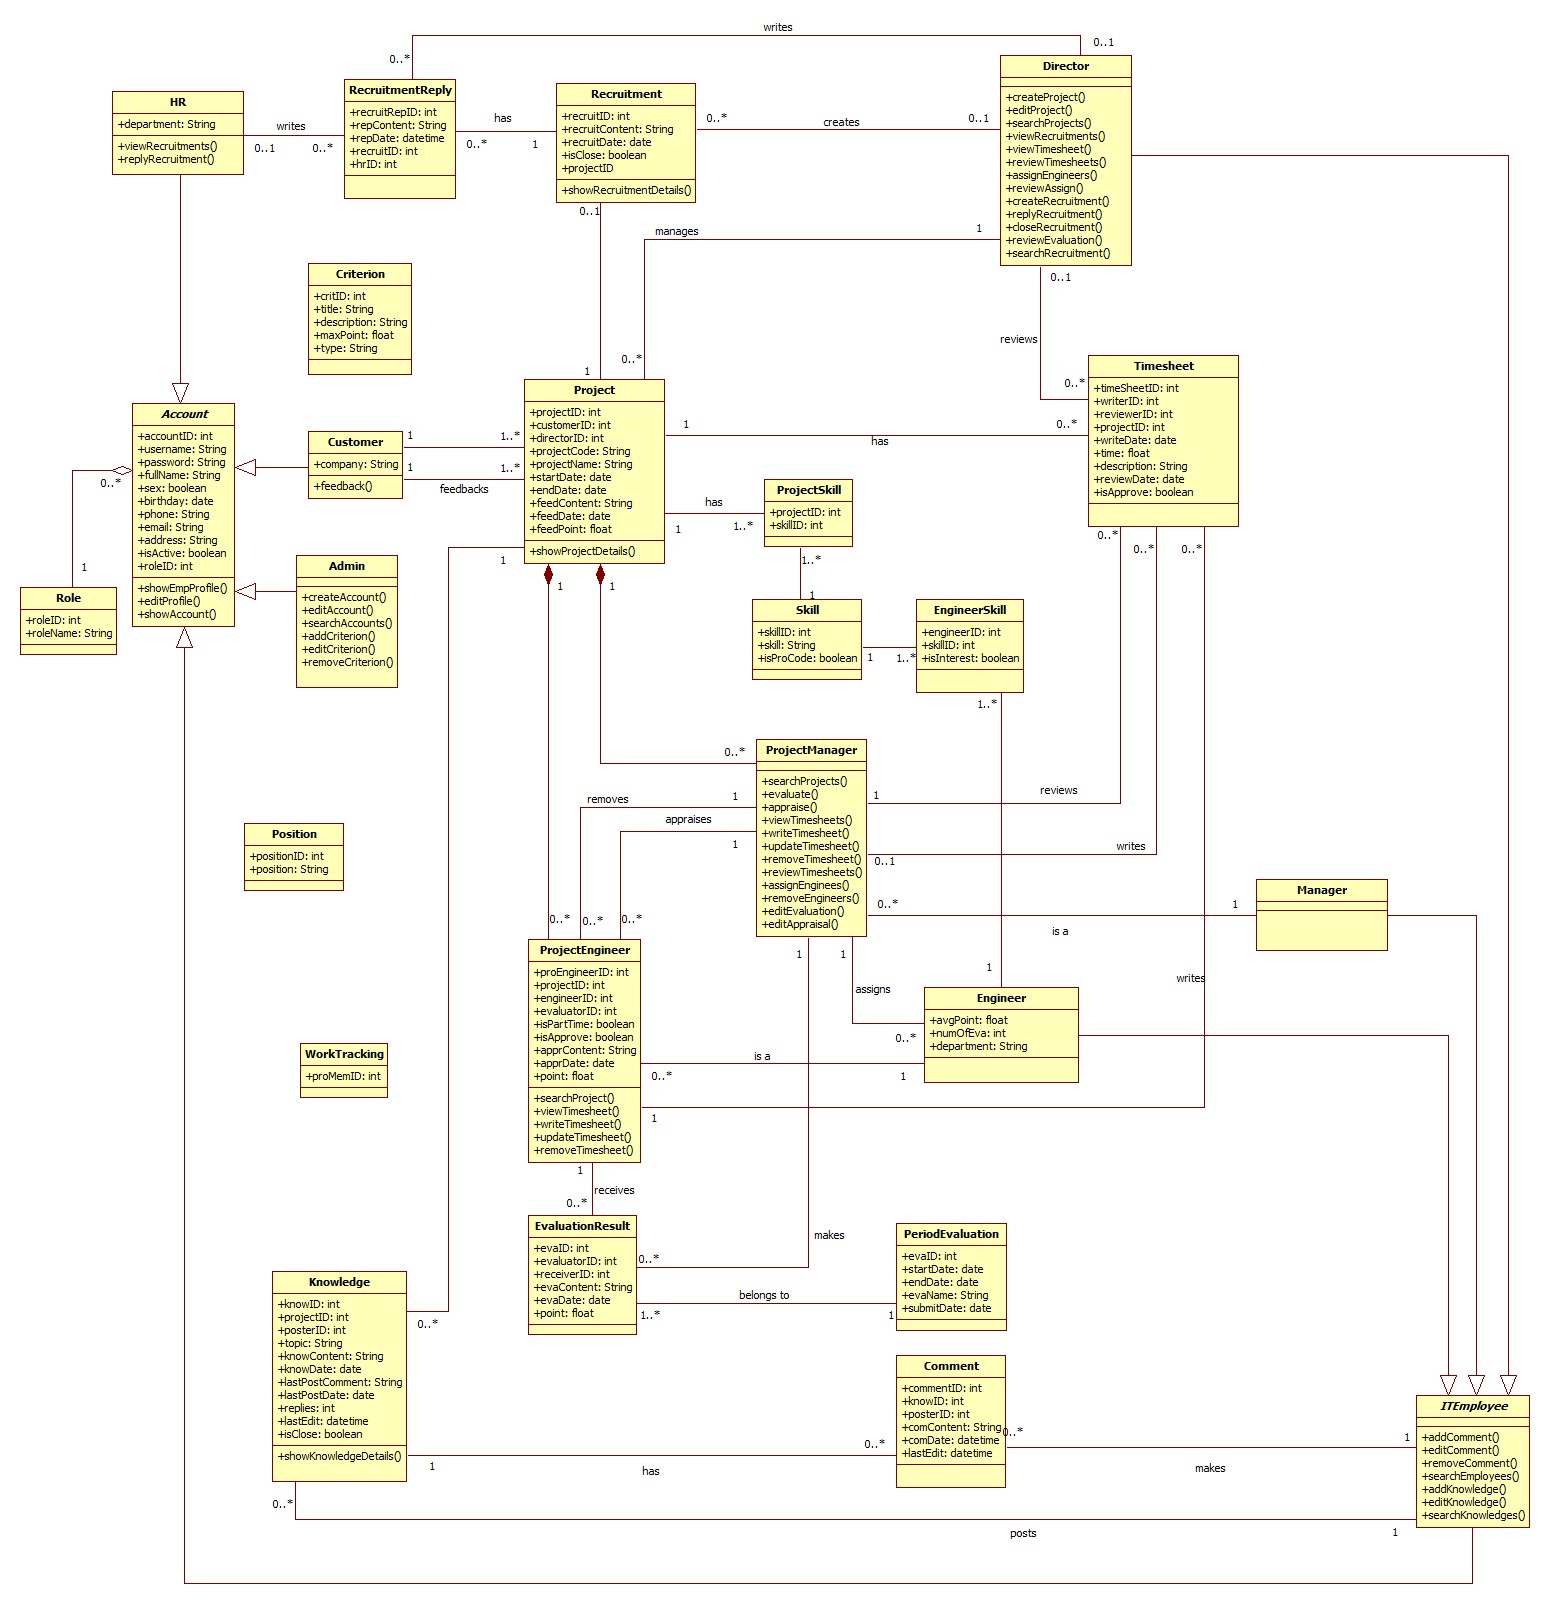 writes
0..*
0..1
HR
+department: String
+viewRecruitments()
+replyRecruitment()
writes
0..1
0..*
RecruitmentReply
+recruitRepID: int
+repContent: String
+repDate: datetime
+recruitID: int
+hrID: int
has
0..*
1
Recruitment
+recruitID: int
+recruitContent: String
+recruitDate: date
+isClose: boolean
+projectID
+showRecruitmentDetails()
0..*
creates
0..1
Director
+createProject()
+editProject()
+searchProjects()
+viewRecruitments()
+viewTimesheet()
+reviewTimesheets()
+assignEngineers()
+reviewAssign()
+createRecruitment()
+replyRecruitment()
+closeRecruitment()
+reviewEvaluation()
+searchRecruitment()
0..1
manages
1
0..1
Criterion
+critID: int
+title: String
+description: String
+maxPoint: float
+type: String
reviews
0..*
1
0..*
Timesheet
+timeSheetID: int
+writerID: int
+reviewerID: int
+projectID: int
+writeDate: date
+time: float
+description: String
+reviewDate: date
+isApprove: boolean
Project
+projectID: int
+customerID: int
+directorID: int
+projectCode: String
+projectName: String
+startDate: date
+endDate: date
+feedContent: String
+feedDate: date
+feedPoint: float
+showProjectDetails()
1
0..*
has
Account
+accountID: int
+username: String
+password: String
+fullName: String
+sex: boolean
+birthday: date
+phone: String
+email: String
+address: String
+isActive: boolean
+roleID: int
+showEmpProfile()
+editProfile()
+showAccount()
Customer
+company: String
+feedback()
1
1..*
1
1..*
feedbacks
0..*
1
Role
+roleID: int
+roleName: String
Admin
+createAccount()
+editAccount()
+searchAccounts()
+addCriterion()
+editCriterion()
+removeCriterion()
has
1
1..*
ProjectSkill
+projectID: int
+skillID: int
1..*
1
Skill
+skillID: int
+skill: String
+isProCode: boolean
1
1..*
EngineerSkill
+engineerID: int
+skillID: int
+isInterest: boolean
1..*
1
1
1
0..*
0..*
0..*
0..*
ProjectManager
+searchProjects()
+evaluate()
+appraise()
+viewTimesheets()
+writeTimesheet()
+updateTimesheet()
+removeTimesheet()
+reviewTimesheets()
+assignEnginees()
+removeEngineers()
+editEvaluation()
+editAppraisal()
removes
1
appraises
1
1
reviews
0..1
writes
0..*
1
is a
Manager
Position
+positionID: int
+position: String
0..*
0..*
0..*
1
1
assigns
1
writes
ProjectEngineer
+proEngineerID: int
+projectID: int
+engineerID: int
+evaluatorID: int
+isPartTime: boolean
+isApprove: boolean
+apprContent: String
+apprDate: date
+point: float
+searchProject()
+viewTimesheet()
+writeTimesheet()
+updateTimesheet()
+removeTimesheet()
Engineer
+avgPoint: float
+numOfEva: int
+department: String
0..*
is a
0..*
1
1
WorkTracking
+proMemID: int
1
receives
0..*
EvaluationResult
+evaID: int
+evaluatorID: int
+receiverID: int
+evaContent: String
+evaDate: date
+point: float
makes
0..*
belongs to
1..*
1
PeriodEvaluation
+evaID: int
+startDate: date
+endDate: date
+evaName: String
+submitDate: date
Knowledge
+knowID: int
+projectID: int
+posterID: int
+topic: String
+knowContent: String
+knowDate: date
+lastPostComment: String
+lastPostDate: date
+replies: int
+lastEdit: datetime
+isClose: boolean
+showKnowledgeDetails()
0..*
Comment
+commentID: int
+knowID: int
+posterID: int
+comContent: String
+comDate: datetime
+lastEdit: datetime
0..*
1
makes
0..*
1
has
ITEmployee
+addComment()
+editComment()
+removeComment()
+searchEmployees()
+addKnowledge()
+editKnowledge()
+searchKnowledges()
0..*
posts
1